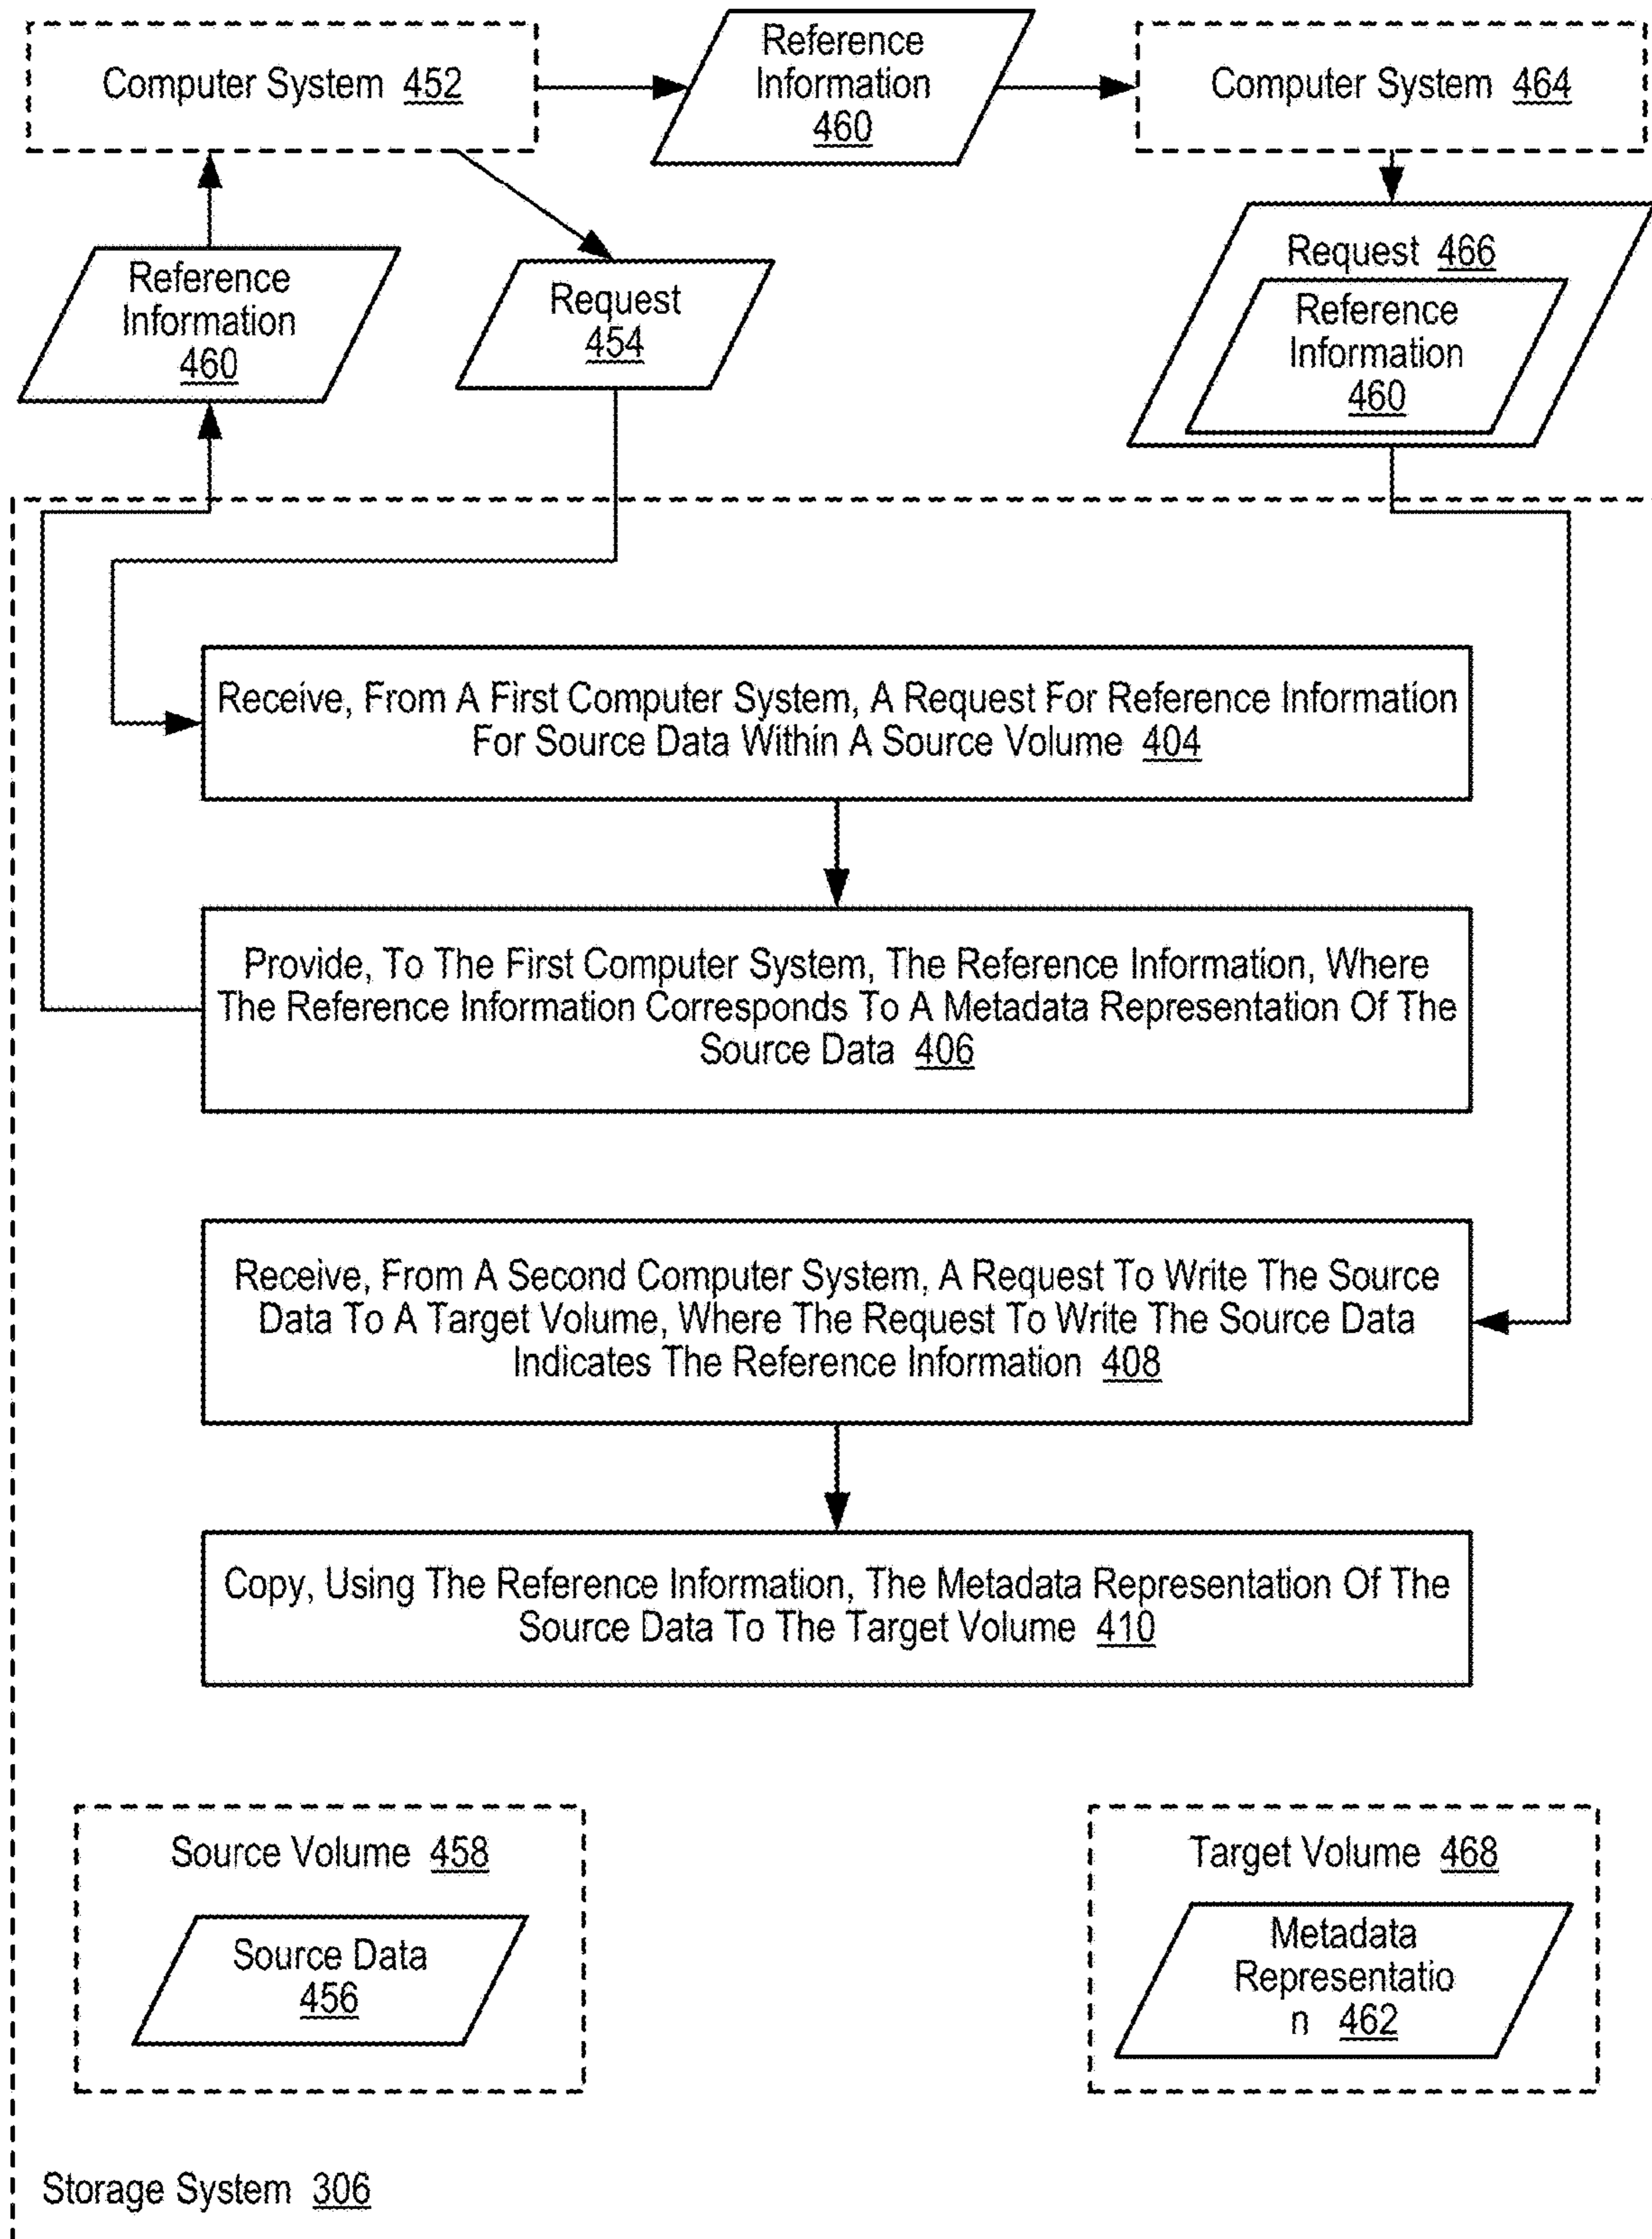 Computer System 452
Reference
Information
460
Computer System 464
Reference
Information
460
Request
454
Request 466
Reference
Information
460
Receive, From A First Computer System, A Request For Reference Information
For Source Data Within A Source Volume 404
Provide, To The First Computer System, The Reference Information, Where
The Reference Information Corresponds To A Metadata Representation Of The
Source Data 406
Receive, From A Second Computer System, A Request To Write The Source
Data To A Target Volume, Where The Request To Write The Source Data
Indicates The Reference Information 408
Copy, Using The Reference Information, The Metadata Representation Of The
Source Data To The Target Volume 410
Source Volume 458
Source Data
456
Target Volume 468
Metadata
Representatio
n 462
Storage System 306